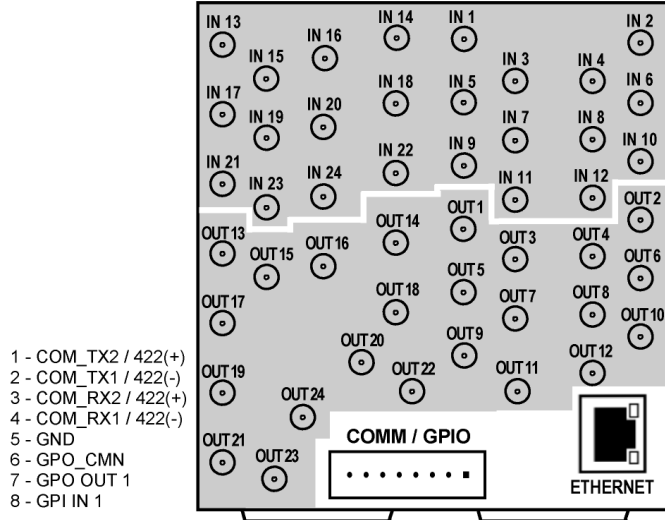 IN 13
IN 14
IN 1
IN 2
IN 16
IN 15
IN 3
IN 4
IN 18
IN 5
IN 6
IN 17
IN 19
IN 20
IN 7
IN 8
IN 10
IN 22
IN 9
IN 21
IN 23
IN 24
IN 11
IN 12
OUT 2
OUT 1
OUT 14
OUT 13
OUT 15
OUT 16
OUT 3
OUT 4
OUT 5
OUT 6
OUT 18
OUT 17
OUT 7
OUT 8
OUT 10
OUT 20
OUT 9
OUT 12
OUT 19
OUT 22
OUT 11
OUT 24
OUT 21
OUT 23
COMM / GPIO
ETHERNET
1 - COM_TX2 / 422(+)
2 - COM_TX1 / 422(-)
3 - COM_RX2 / 422(+)
4 - COM_RX1 / 422(-)
5 - GND
6 - GPO_CMN
7 - GPO OUT 1
8 - GPI IN 1